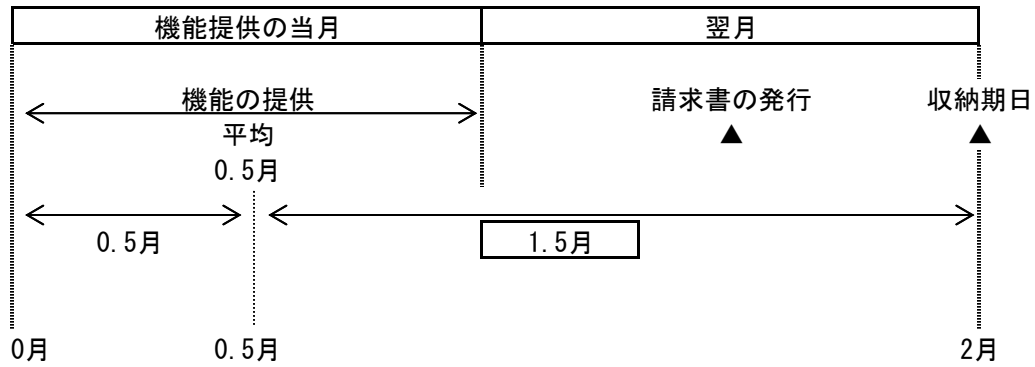 機能提供の当月 翌月
機能の提供 請求書の発行 収納期日
平均 ▲ ▲
0.5月
0.5月 1.5月
0月 0.5月 2月